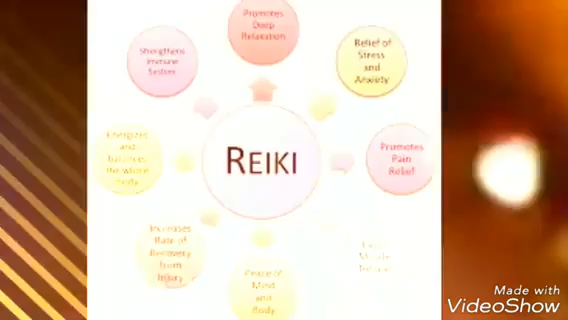 Promotes
Deep
Relaxation
Relief of
Stress
and
Anxiety
Promotes
Pain
Relief
Peace of
Mind
and
Body
Increases
Rate of
Recovery
from
Injury
Energizes
and
balances
the whole
body
Strengthens
Immune
System
REIKI
Made with
VideoShow